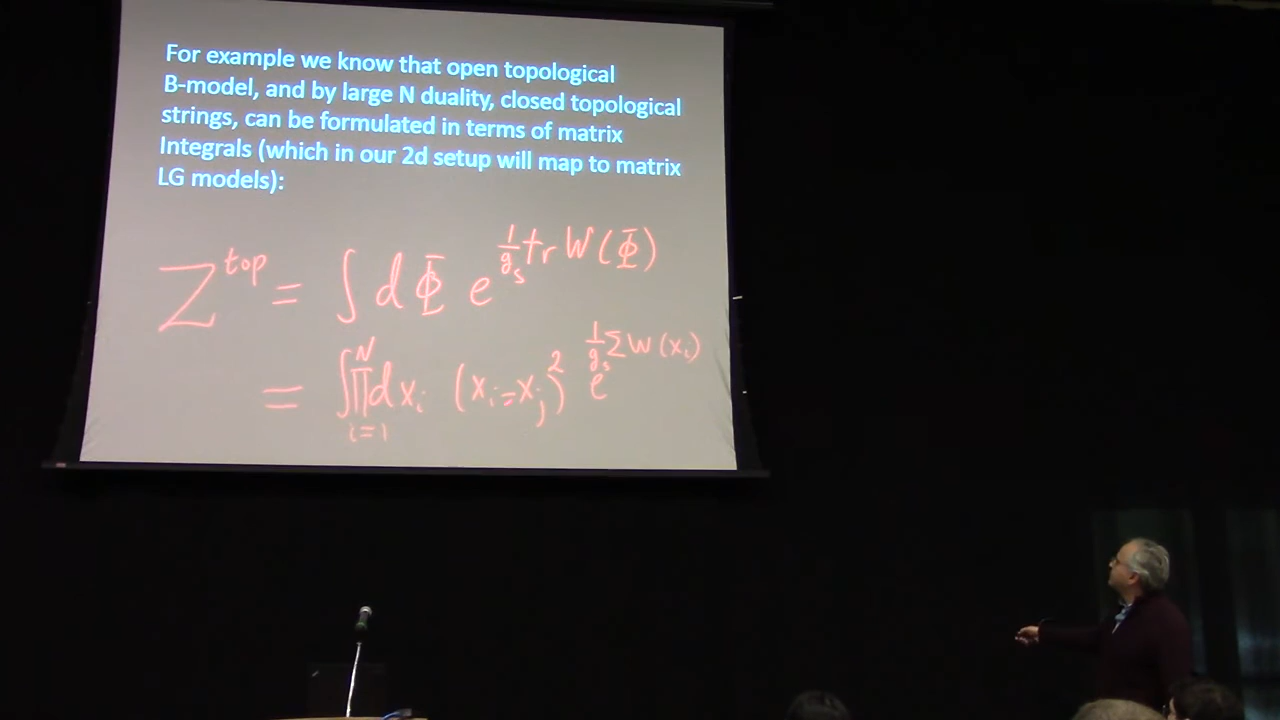 For example we know that open topological
B-model, and by large N duality, closed topological
strings, can be formulated in terms of matrix
Integrals (which in our 2d setup will map to matrix
LG models):
Z^top = ∫ dΦ e^{1/g_s tr W(Φ)}
= ∫ ∏_{i=1}^N dx_i (x_i - x_j)^2 e^{1/g_s Σ W(x_i)}